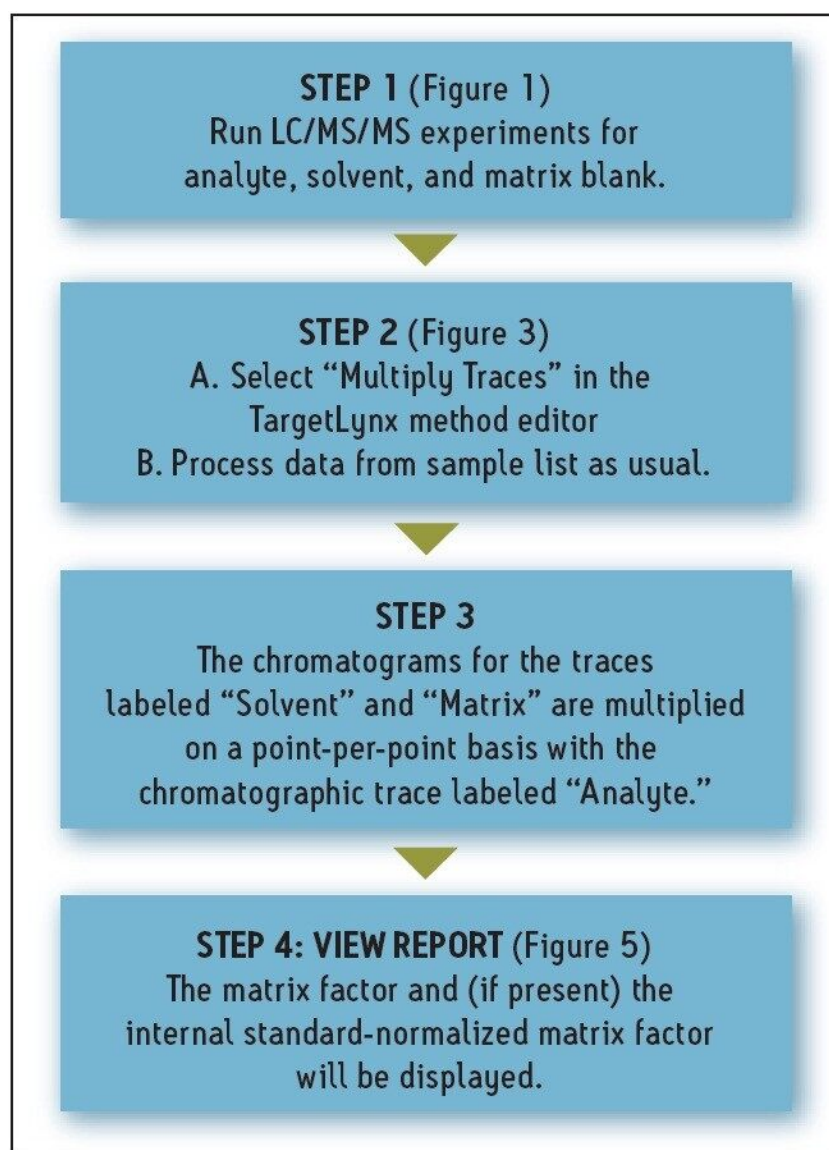 STEP 1 (Figure 1)
Run LC/MS/MS experiments for
analyte, solvent, and matrix blank.
STEP 2 (Figure 3)
A. Select “Multiply Traces” in the
TargetLynx method editor
B. Process data from sample list as usual.
STEP 3
The chromatograms for the traces
labeled “Solvent” and “Matrix” are multiplied
on a point-per-point basis with the
chromatographic trace labeled “Analyte.”
STEP 4: VIEW REPORT (Figure 5)
The matrix factor and (if present) the
internal standard-normalized matrix factor
will be displayed.